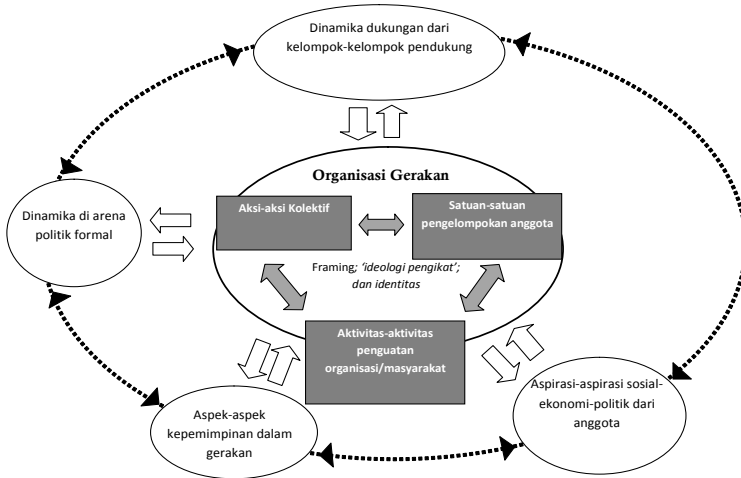 Dinamika dukungan dari
kelompok-kelompok pendukung
Organisasi Gerakan
Aksi-aksi Kolektif
Satuan-satuan
pengelompokan anggota
Dinamika di arena
politik formal
Framing; 'ideologi pengikat';
dan identitas
Aktivitas-aktivitas
penguatan
organisasi/masyarakat
Aspek-aspek
kepemimpinan dalam
gerakan
Aspirasi-aspirasi sosial-
ekonomi-politik dari
anggota